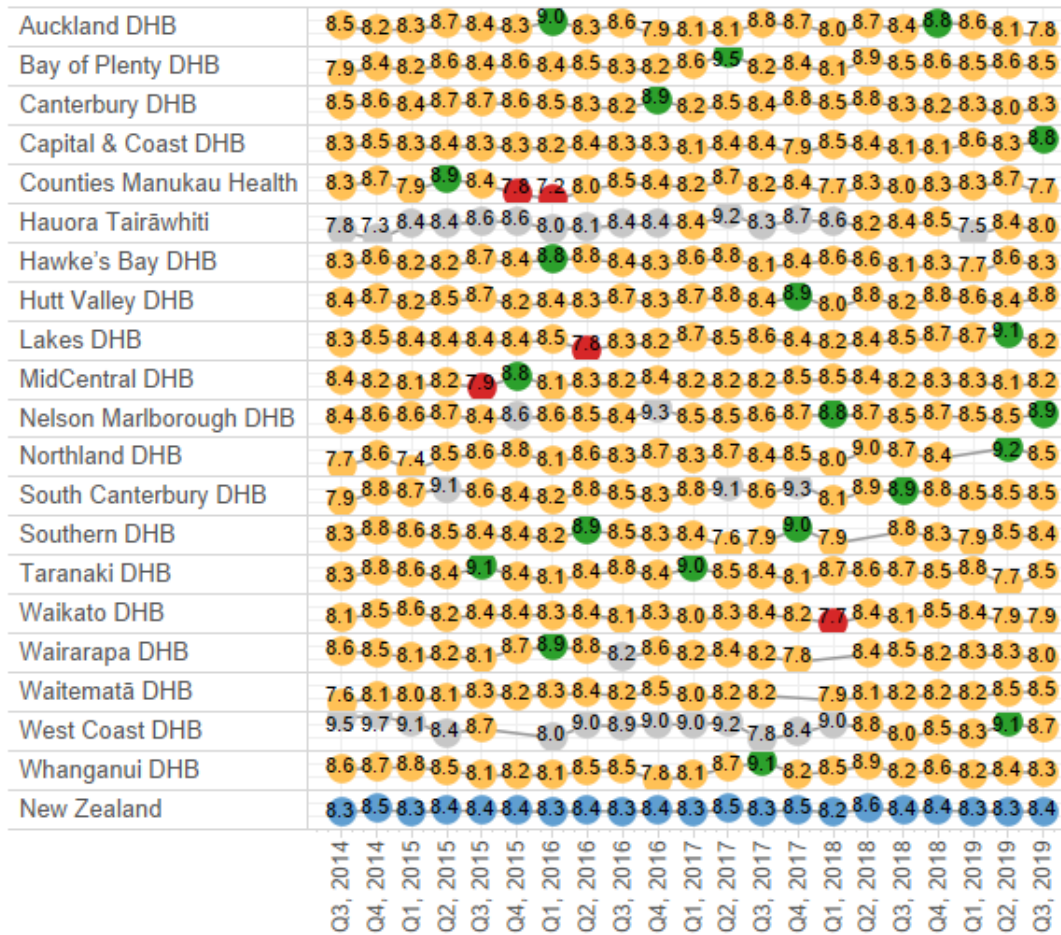 Auckland DHB 8.5 8.2 8.3 8.7 8.4 8.3 9.0 8.3 8.6 7.9 8.1 8.1 8.8 8.7 8.0 8.7 8.4 8.8 8.6 8.1 7.8
Bay of Plenty DHB 7.9 8.4 8.2 8.6 8.4 8.6 8.4 8.5 8.3 8.2 8.6 9.5 8.2 8.4 8.1 8.9 8.5 8.6 8.5 8.6 8.5
Canterbury DHB 8.5 8.6 8.4 8.7 8.7 8.6 8.5 8.3 8.2 8.9 8.2 8.5 8.4 8.8 8.5 8.8 8.3 8.2 8.3 8.0 8.3
Capital & Coast DHB 8.3 8.5 8.3 8.4 8.3 8.3 8.2 8.4 8.3 8.3 8.1 8.4 8.4 7.9 8.5 8.4 8.1 8.1 8.6 8.3 8.8
Counties Manukau Health 8.3 8.7 7.9 8.9 8.4 7.8 7.2 8.0 8.5 8.4 8.2 8.7 8.2 8.4 7.7 8.3 8.0 8.3 8.3 8.7 7.7
Hauora Tairāwhiti 7.8 7.3 8.4 8.4 8.6 8.6 8.0 8.1 8.4 8.4 8.4 9.2 8.3 8.7 8.6 8.2 8.4 8.5 7.5 8.4 8.0
Hawke's Bay DHB 8.3 8.6 8.2 8.2 8.7 8.4 8.8 8.8 8.4 8.3 8.6 8.8 8.1 8.4 8.6 8.6 8.1 8.3 7.7 8.6 8.3
Hutt Valley DHB 8.4 8.7 8.2 8.5 8.7 8.2 8.4 8.3 8.7 8.3 8.7 8.8 8.4 8.9 8.0 8.8 8.2 8.8 8.6 8.4 8.8
Lakes DHB 8.3 8.5 8.4 8.4 8.4 8.4 8.5 7.8 8.3 8.2 8.7 8.5 8.6 8.4 8.2 8.4 8.5 8.7 8.7 9.1 8.2
MidCentral DHB 8.4 8.2 8.1 8.2 7.9 8.8 8.1 8.3 8.2 8.4 8.2 8.2 8.2 8.5 8.5 8.4 8.2 8.3 8.3 8.1 8.2
Nelson Marlborough DHB 8.4 8.6 8.6 8.7 8.4 8.6 8.6 8.5 8.4 9.3 8.5 8.5 8.6 8.7 8.8 8.7 8.5 8.7 8.5 8.5 8.9
Northland DHB 7.7 8.6 7.4 8.5 8.6 8.8 8.1 8.6 8.3 8.7 8.3 8.7 8.4 8.5 8.0 9.0 8.7 8.4 9.2 8.5
South Canterbury DHB 7.9 8.8 8.7 9.1 8.6 8.4 8.2 8.8 8.5 8.3 8.8 9.1 8.6 9.3 8.1 8.9 8.9 8.8 8.5 8.5 8.5
Southern DHB 8.3 8.8 8.6 8.5 8.4 8.4 8.2 8.9 8.5 8.3 8.4 7.6 7.9 9.0 7.9 8.8 8.3 7.9 8.5 8.4
Taranaki DHB 8.3 8.8 8.6 8.4 9.1 8.4 8.1 8.4 8.8 8.4 9.0 8.5 8.4 8.1 8.7 8.6 8.7 8.5 8.8 7.7 8.5
Waikato DHB 8.1 8.5 8.6 8.2 8.4 8.4 8.3 8.4 8.1 8.3 8.0 8.3 8.4 8.2 7.7 8.4 8.1 8.5 8.4 7.9 7.9
Wairarapa DHB 8.6 8.5 8.1 8.2 8.1 8.7 8.9 8.8 8.2 8.6 8.2 8.4 8.2 7.8 8.4 8.5 8.2 8.3 8.3 8.0
Waitematā DHB 7.6 8.1 8.0 8.1 8.3 8.2 8.3 8.4 8.2 8.5 8.0 8.2 8.2 7.9 8.1 8.2 8.2 8.2 8.5 8.5
West Coast DHB 9.5 9.7 9.1 8.4 8.7 8.0 9.0 8.9 9.0 9.0 9.2 7.8 8.4 9.0 8.8 8.0 8.5 8.3 9.1 8.7
Whanganui DHB 8.6 8.7 8.8 8.5 8.1 8.2 8.1 8.5 8.5 7.8 8.1 8.7 9.1 8.2 8.5 8.9 8.2 8.6 8.2 8.4 8.3
New Zealand 8.3 8.5 8.3 8.4 8.4 8.4 8.3 8.4 8.3 8.4 8.3 8.5 8.3 8.5 8.2 8.6 8.4 8.4 8.3 8.3 8.4
Q3, 2014 Q4, 2014 Q1, 2015 Q2, 2015 Q3, 2015 Q4, 2015 Q1, 2016 Q2, 2016 Q3, 2016 Q4, 2016 Q1, 2017 Q2, 2017 Q3, 2017 Q4, 2017 Q1, 2018 Q2, 2018 Q3, 2018 Q4, 2018 Q1, 2019 Q2, 2019 Q3, 2019